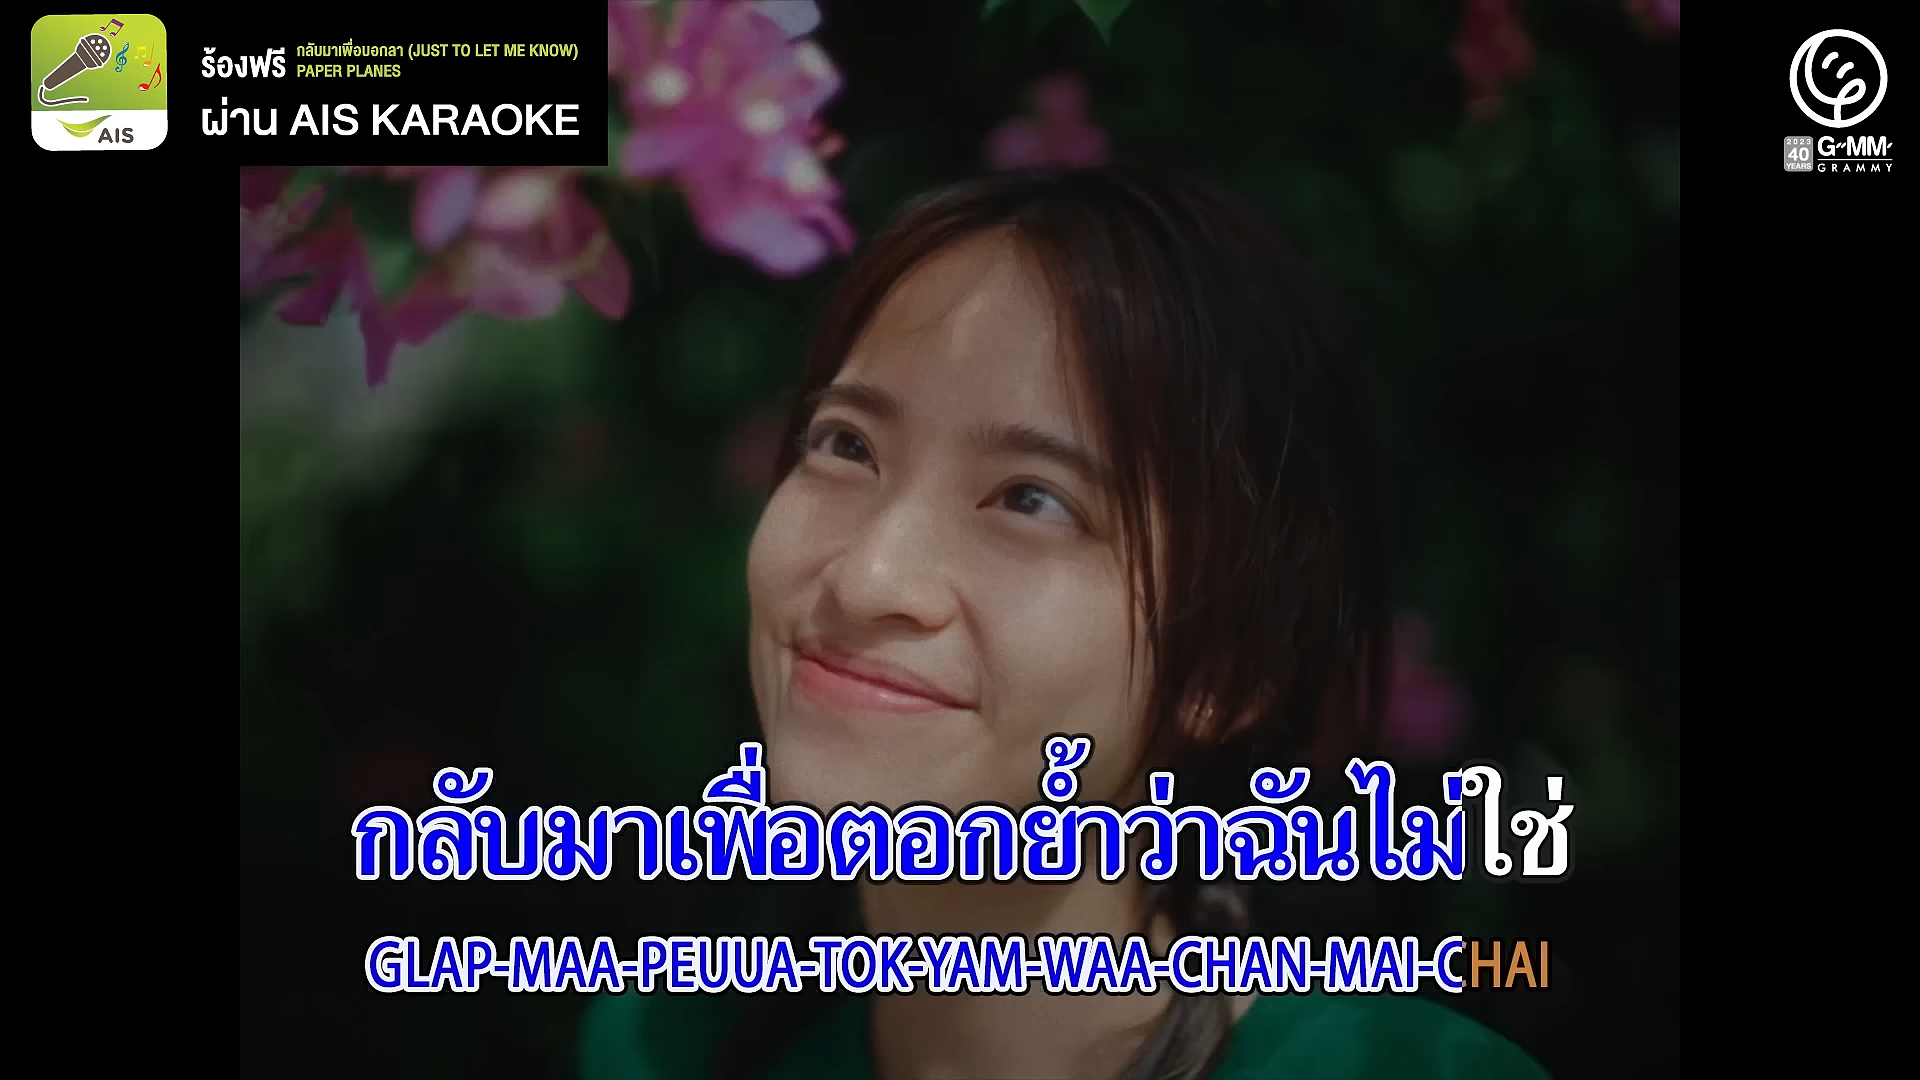 ร้องฟรี
กลับมาเพื่อบอกลา (JUST TO LET ME KNOW)
PAPER PLANES
ผ่าน AIS KARAOKE
AIS
2023
40
YEARS
G-MM-
GRAMMY
กลับมาเพื่อตอกย้ำว่าฉันไม่ใช่
GLAP-MAA-PEUUA-TOK-YAM-WAA-CHAN-MAI-CHAI